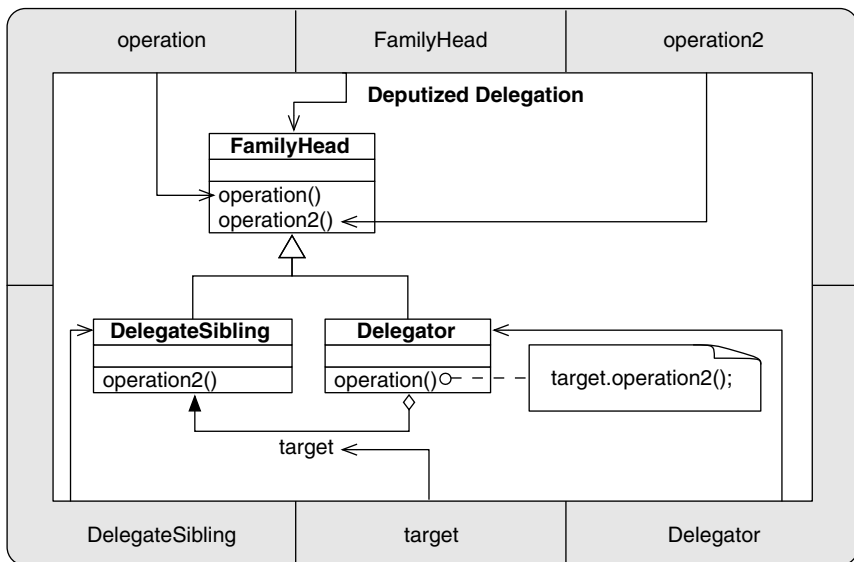 operation
FamilyHead
operation2
Deputized Delegation
FamilyHead
operation()
operation2()
DelegateSibling
operation2()
Delegator
operation()
target.operation2();
target
DelegateSibling
target
Delegator